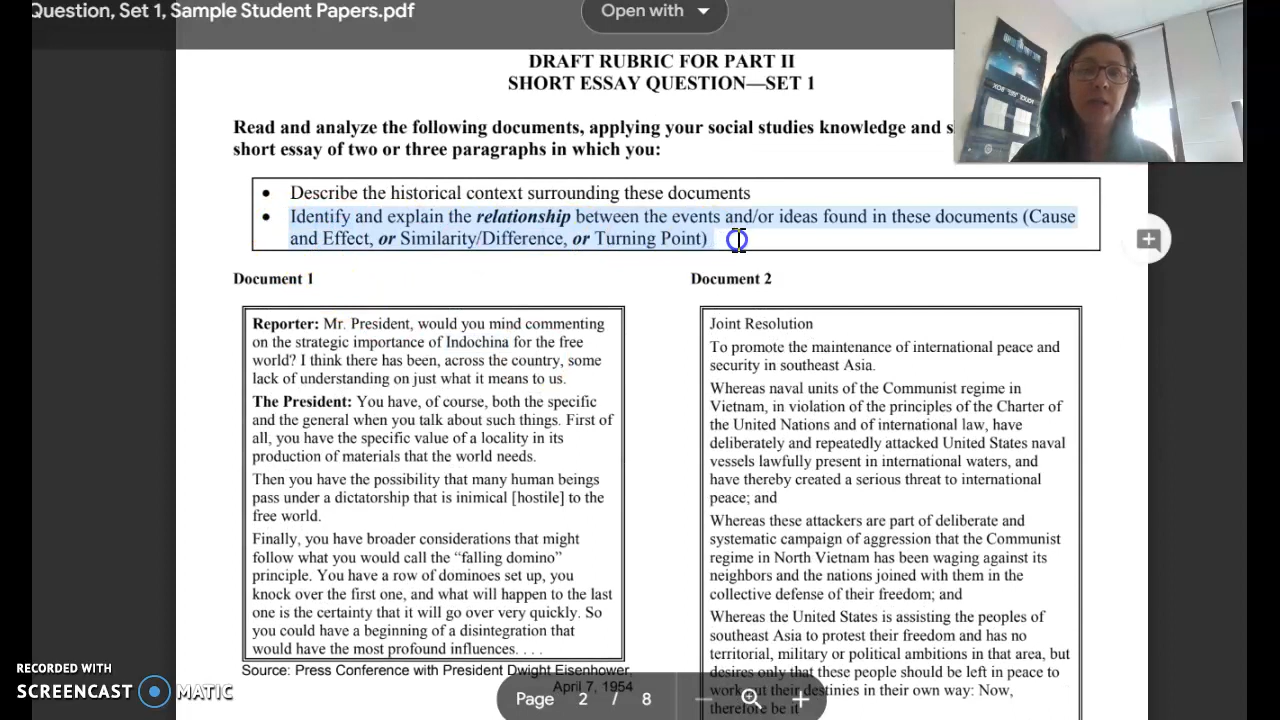 Question, Set 1, Sample Student Papers.pdf
Open with
DRAFT RUBRIC FOR PART II
SHORT ESSAY QUESTION—SET 1
Read and analyze the following documents, applying your social studies knowledge and s
short essay of two or three paragraphs in which you:
• Describe the historical context surrounding these documents
• Identify and explain the relationship between the events and/or ideas found in these documents (Cause
and Effect, or Similarity/Difference, or Turning Point)
Document 1
Reporter: Mr. President, would you mind commenting
on the strategic importance of Indochina for the free
world? I think there has been, across the country, some
lack of understanding on just what it means to us.
The President: You have, of course, both the specific
and the general when you talk about such things. First of
all, you have the specific value of a locality in its
production of materials that the world needs.
Then you have the possibility that many human beings
pass under a dictatorship that is inimical [hostile] to the
free world.
Finally, you have broader considerations that might
follow what you would call the “falling domino”
principle. You have a row of dominoes set up, you
knock over the first one, and what will happen to the last
one is the certainty that it will go over very quickly. So
you could have a beginning of a disintegration that
would have the most profound influences. . . .
Source: Press Conference with President Dwight Eisenhower,
April 7, 1954
Document 2
Joint Resolution
To promote the maintenance of international peace and
security in southeast Asia.
Whereas naval units of the Communist regime in
Vietnam, in violation of the principles of the Charter of
the United Nations and of international law, have
deliberately and repeatedly attacked United States naval
vessels lawfully present in international waters, and
have thereby created a serious threat to international
peace; and
Whereas these attackers are part of deliberate and
systematic campaign of aggression that the Communist
regime in North Vietnam has been waging against its
neighbors and the nations joined with them in the
collective defense of their freedom; and
Whereas the United States is assisting the peoples of
southeast Asia to protest their freedom and has no
territorial, military or political ambitions in that area, but
desires only that these people should be left in peace to
work out their destinies in their own way: Now,
therefore be it
Page 2 / 8
RECORDED WITH
SCREENCAST MATIC